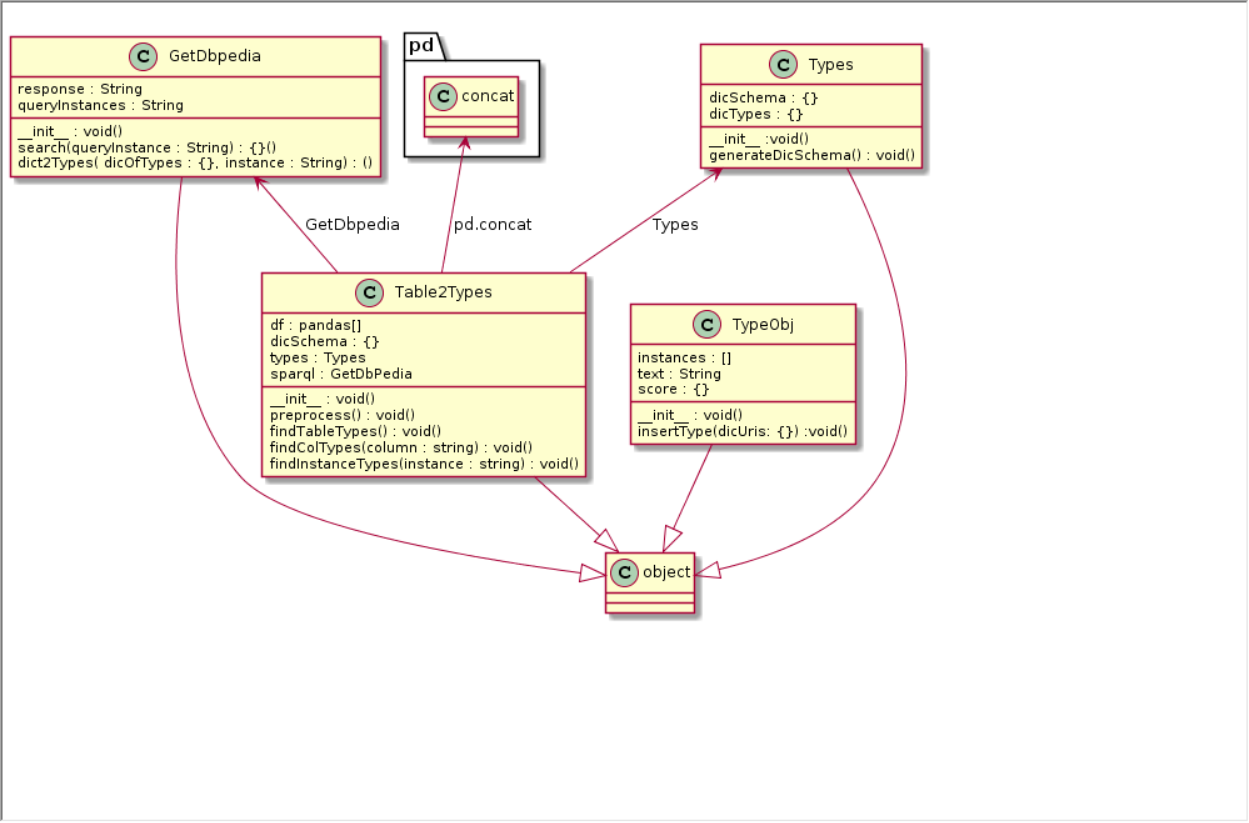 C GetDbpedia
response : String
queryInstances : String
__init__ : void()
search(queryInstance : String) : {}()
dict2Types( dicOfTypes : {}, instance : String) : ()
pd
C concat
C Types
dicSchema : {}
dicTypes : {}
__init__ :void()
generateDicSchema() : void()
GetDbpedia
pd.concat
Types
C Table2Types
df : pandas[]
dicSchema : {}
types : Types
sparql : GetDbPedia
__init__ : void()
preprocess() : void()
findTableTypes() : void()
findColTypes(column : string) : void()
findInstanceTypes(instance : string) : void()
C TypeObj
instances : []
text : String
score : {}
__init__ : void()
insertType(dicUris: {}) :void()
C object